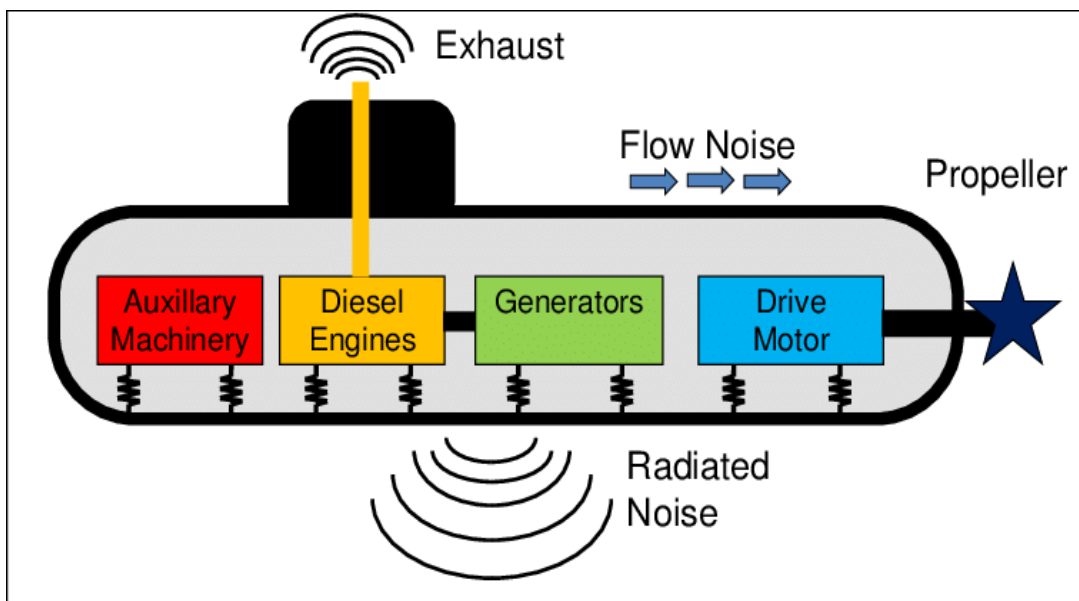 Exhaust
Flow Noise
Propeller
Auxillary
Machinery
Diesel
Engines
Generators
Drive
Motor
Radiated
Noise